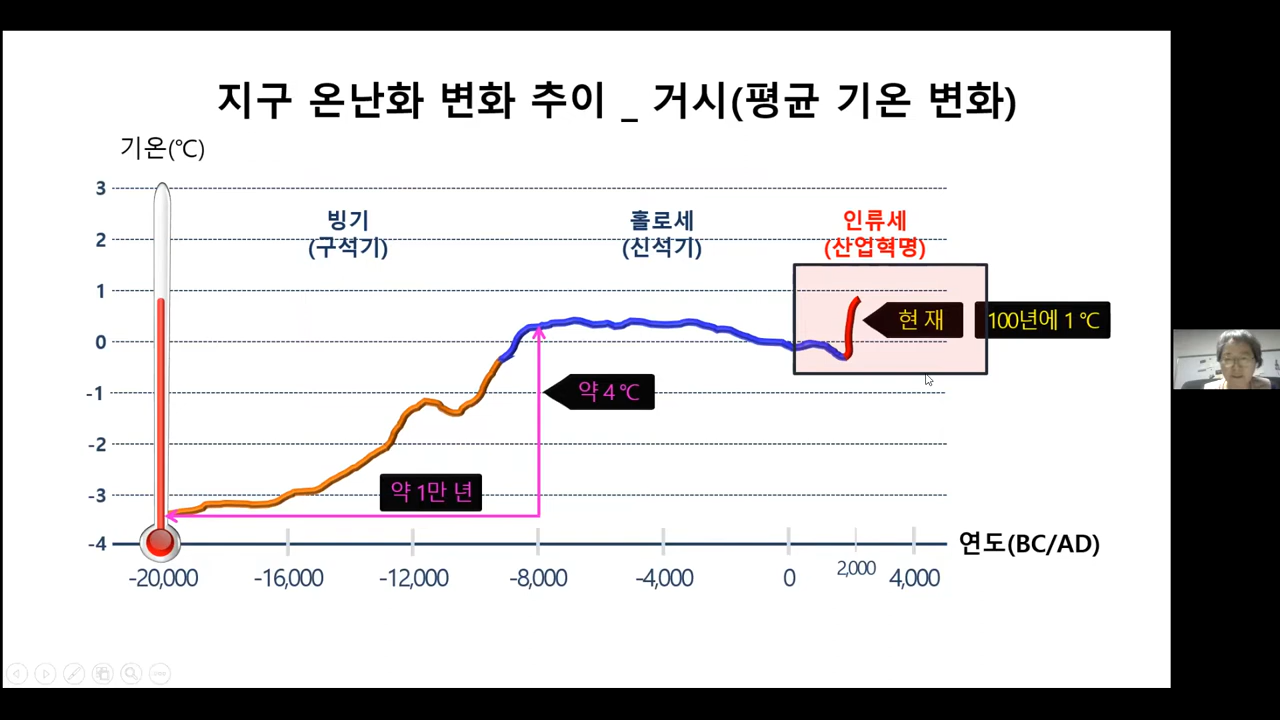 지구 온난화 변화 추이 _ 거시(평균 기온 변화)
기온(℃)
3
2
1
0
-1
-2
-3
-4
빙기
(구석기)
홀로세
(신석기)
인류세
(산업혁명)
현 재
100년에 1 ℃
약 4 ℃
약 1만 년
-20,000
-16,000
-12,000
-8,000
-4,000
0
2,000
4,000
연도(BC/AD)